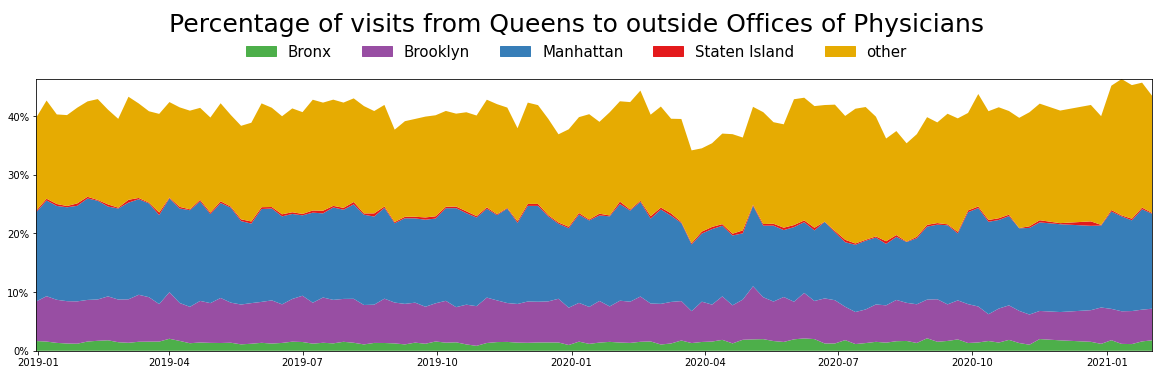 Percentage of visits from Queens to outside Offices of Physicians
Bronx Brooklyn Manhattan Staten Island other
40%
30%
20%
10%
0%
2019-01 2019-04 2019-07 2019-10 2020-01 2020-04 2020-07 2020-10 2021-01